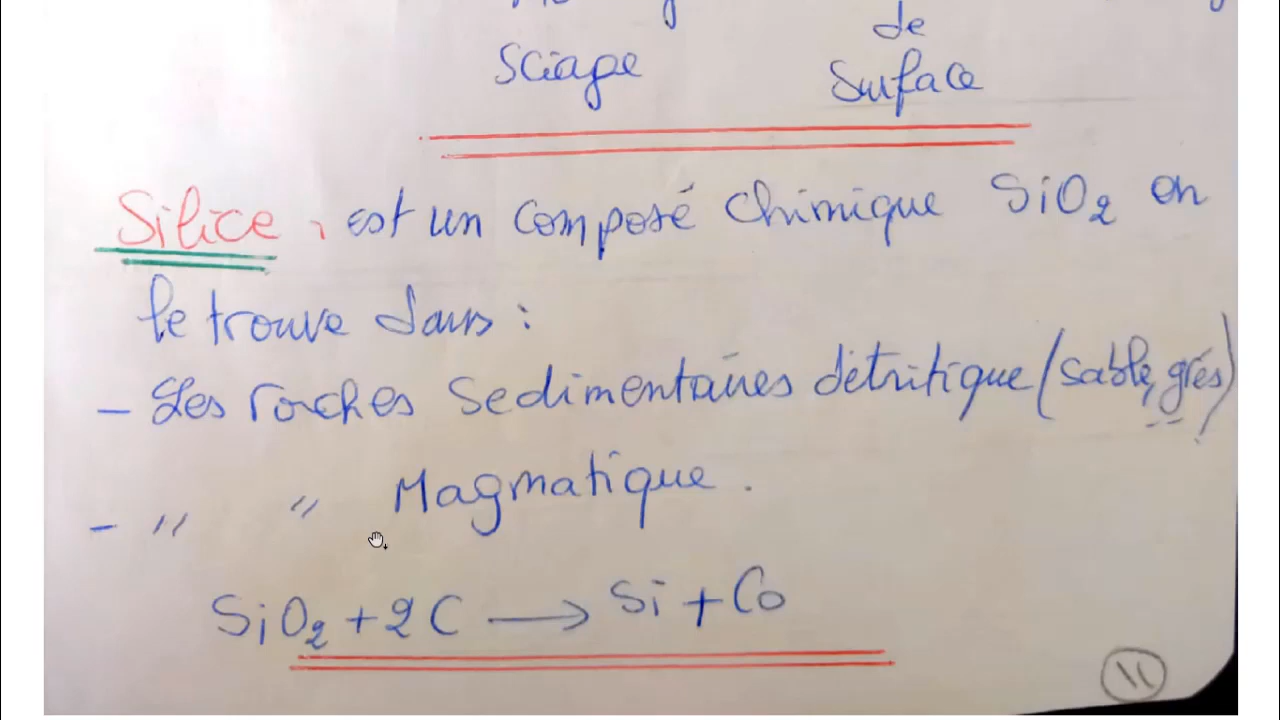 de
Sciage Surface
Silice, est un composé chimique SiO2 on
le trouve dans :
- Les roches Sedimentaires détritique (sable, grés)
- " " Magmatique.
SiO2 + 2C → Si + Co
11